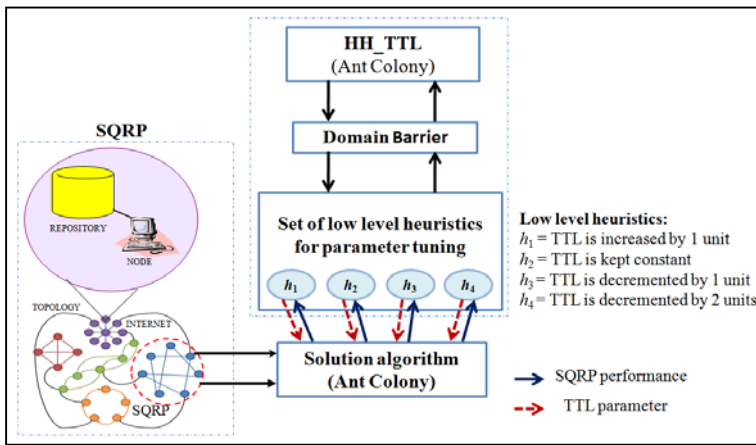 SQRP
REPOSITORY
NODE
TOPOLOGY
INTERNET
SQRP
HH_TTL
(Ant Colony)
Domain Barrier
Set of low level heuristics
for parameter tuning
h₁ h₂ h₃ h₄
Solution algorithm
(Ant Colony)
Low level heuristics:
h₁ = TTL is increased by 1 unit
h₂ = TTL is kept constant
h₃ = TTL is decremented by 1 unit
h₄ = TTL is decremented by 2 units
SQRP performance
TTL parameter